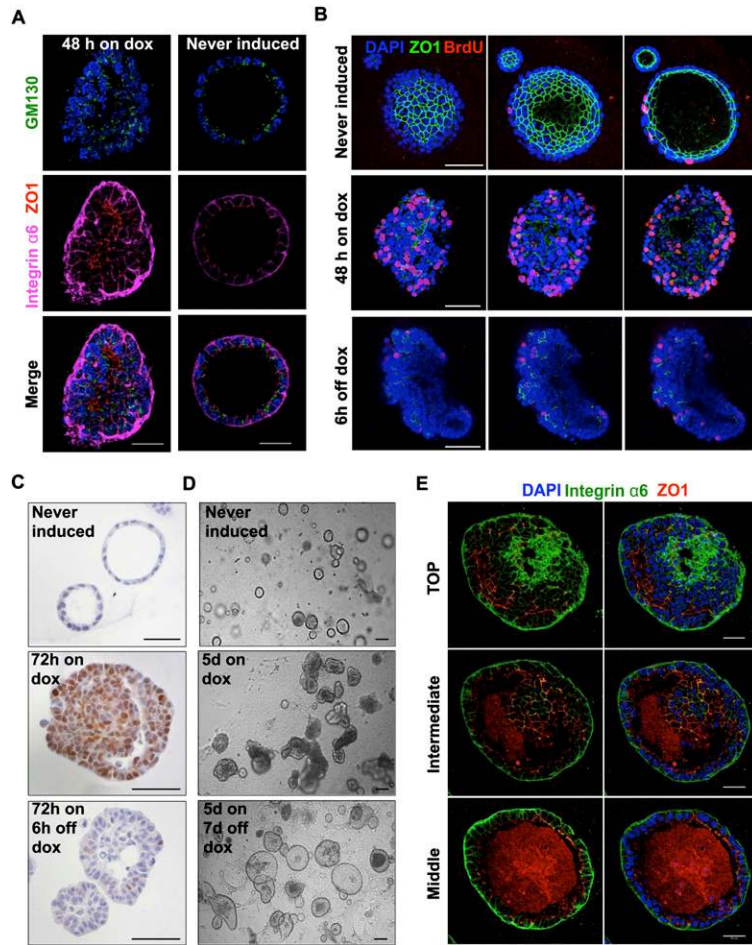 A
48 h on dox
Never induced
GM130
Integrin α6 ZO1
Merge
B
DAPI ZO1 BrdU
Never induced
48 h on dox
6h off dox
C
Never
induced
72h on
dox
72h on
6h off
dox
D
Never
induced
5d on
dox
5d on
7d off
dox
E
DAPI Integrin α6 ZO1
TOP
Intermediate
Middle